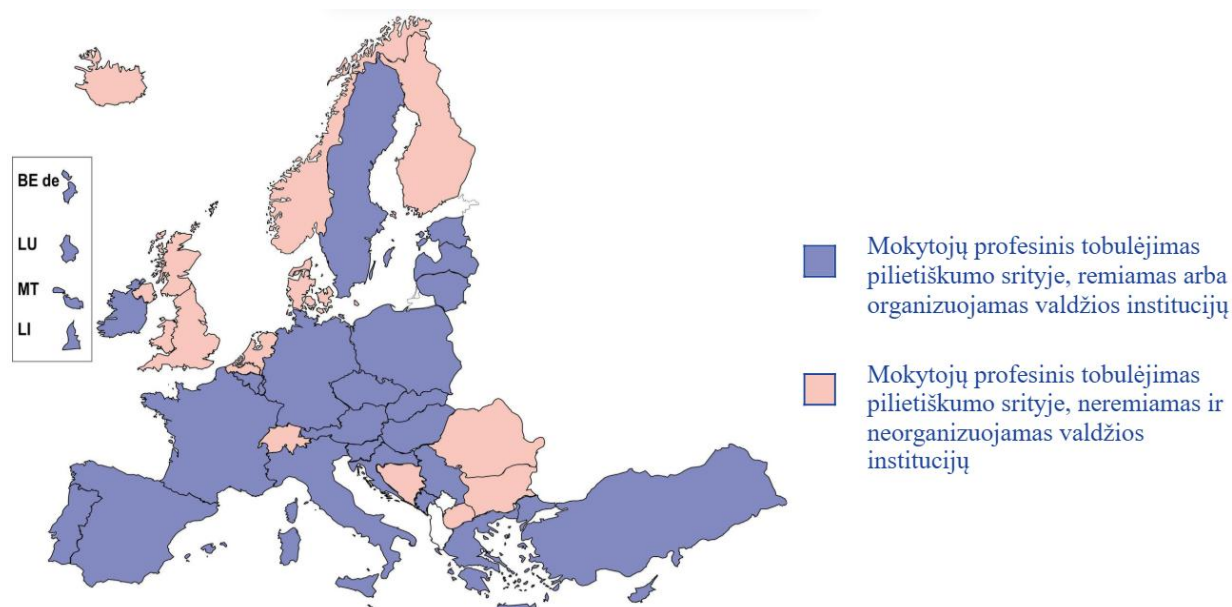 BE de
LU
MT
LI
Mokytojų profesinis tobulėjimas
pilietiškumo srityje, remiamas arba
organizuojamas valdžios institucijų
Mokytojų profesinis tobulėjimas
pilietiškumo srityje, neremiamas ir
neorganizuojamas valdžios
institucijų